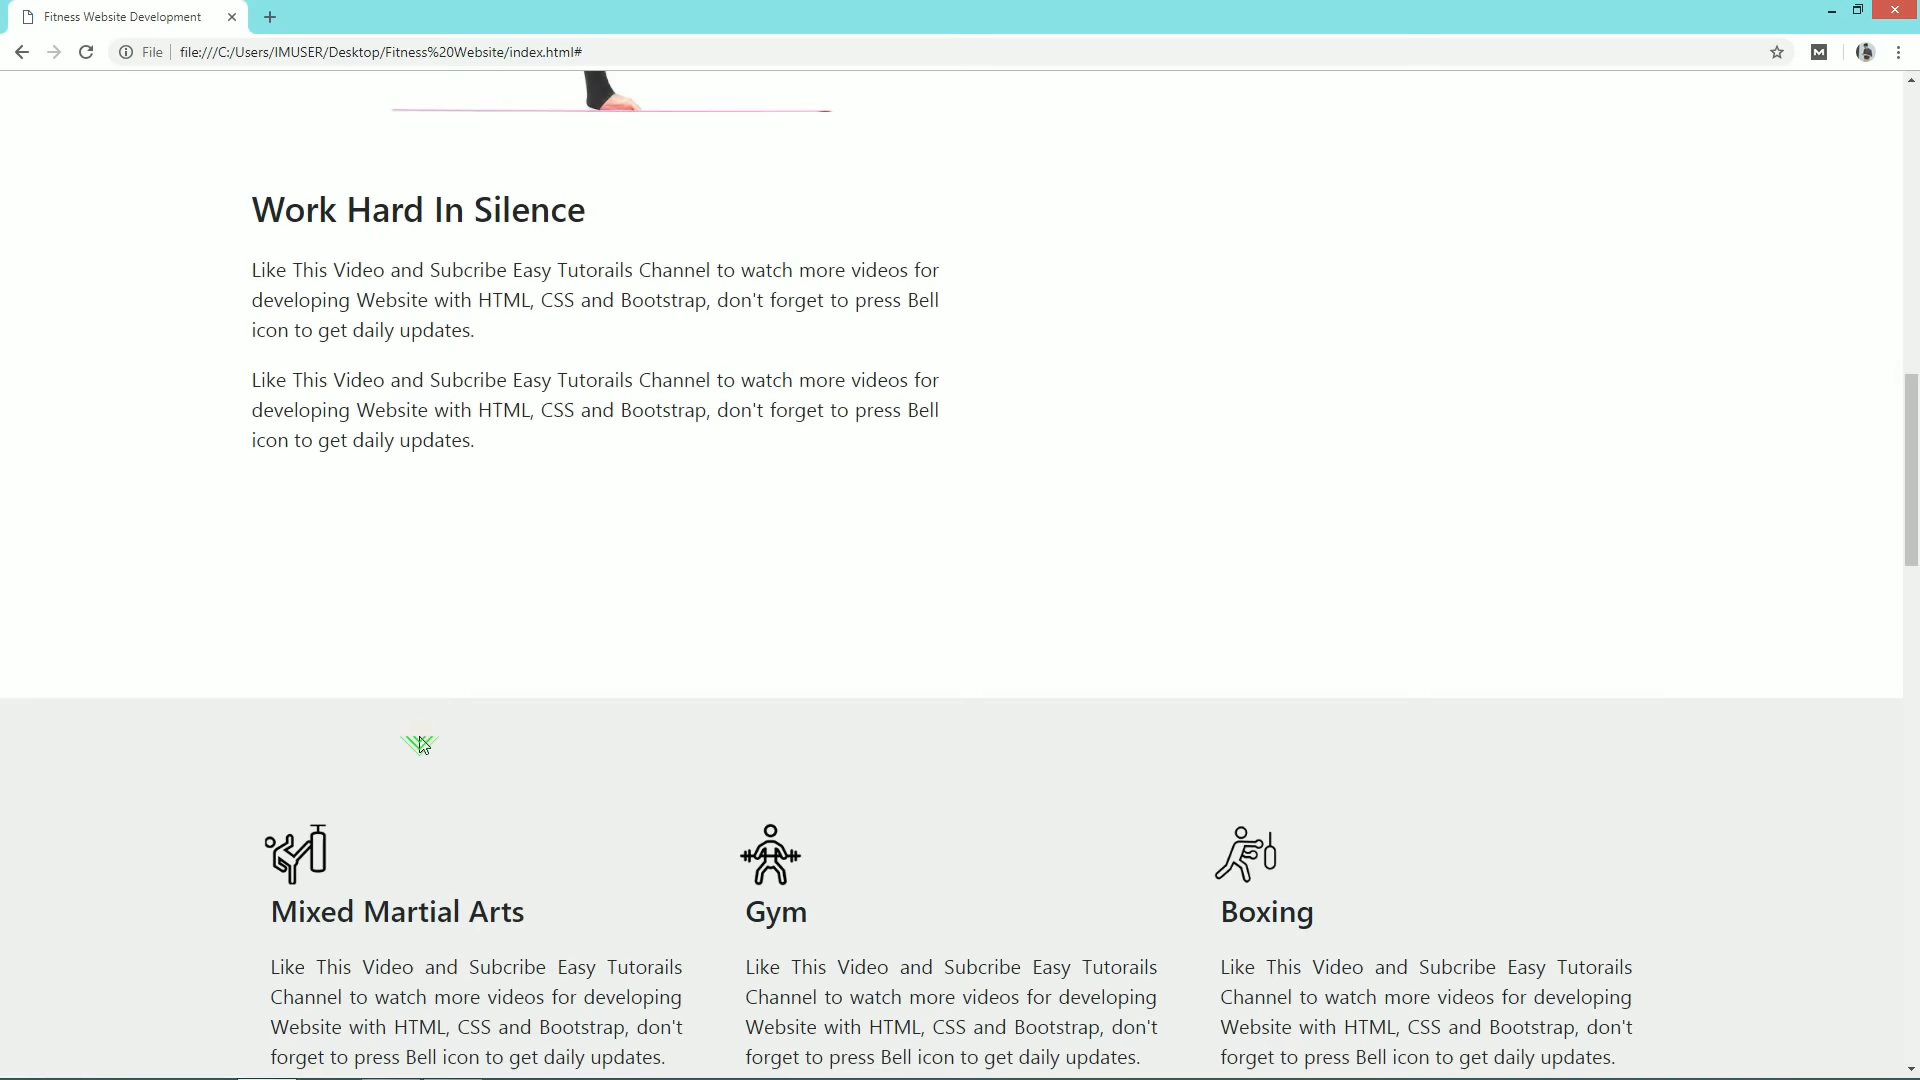 Fitness Website Development
File
file:///C:/Users/IMUSER/Desktop/Fitness%20Website/index.html#
M
Work Hard In Silence
Like This Video and Subcribe Easy Tutorails Channel to watch more videos for
developing Website with HTML, CSS and Bootstrap, don't forget to press Bell
icon to get daily updates.
Like This Video and Subcribe Easy Tutorails Channel to watch more videos for
developing Website with HTML, CSS and Bootstrap, don't forget to press Bell
icon to get daily updates.
Mixed Martial Arts
Like This Video and Subcribe Easy Tutorails
Channel to watch more videos for developing
Website with HTML, CSS and Bootstrap, don't
forget to press Bell icon to get daily updates.
Gym
Like This Video and Subcribe Easy Tutorails
Channel to watch more videos for developing
Website with HTML, CSS and Bootstrap, don't
forget to press Bell icon to get daily updates.
Boxing
Like This Video and Subcribe Easy Tutorails
Channel to watch more videos for developing
Website with HTML, CSS and Bootstrap, don't
forget to press Bell icon to get daily updates.